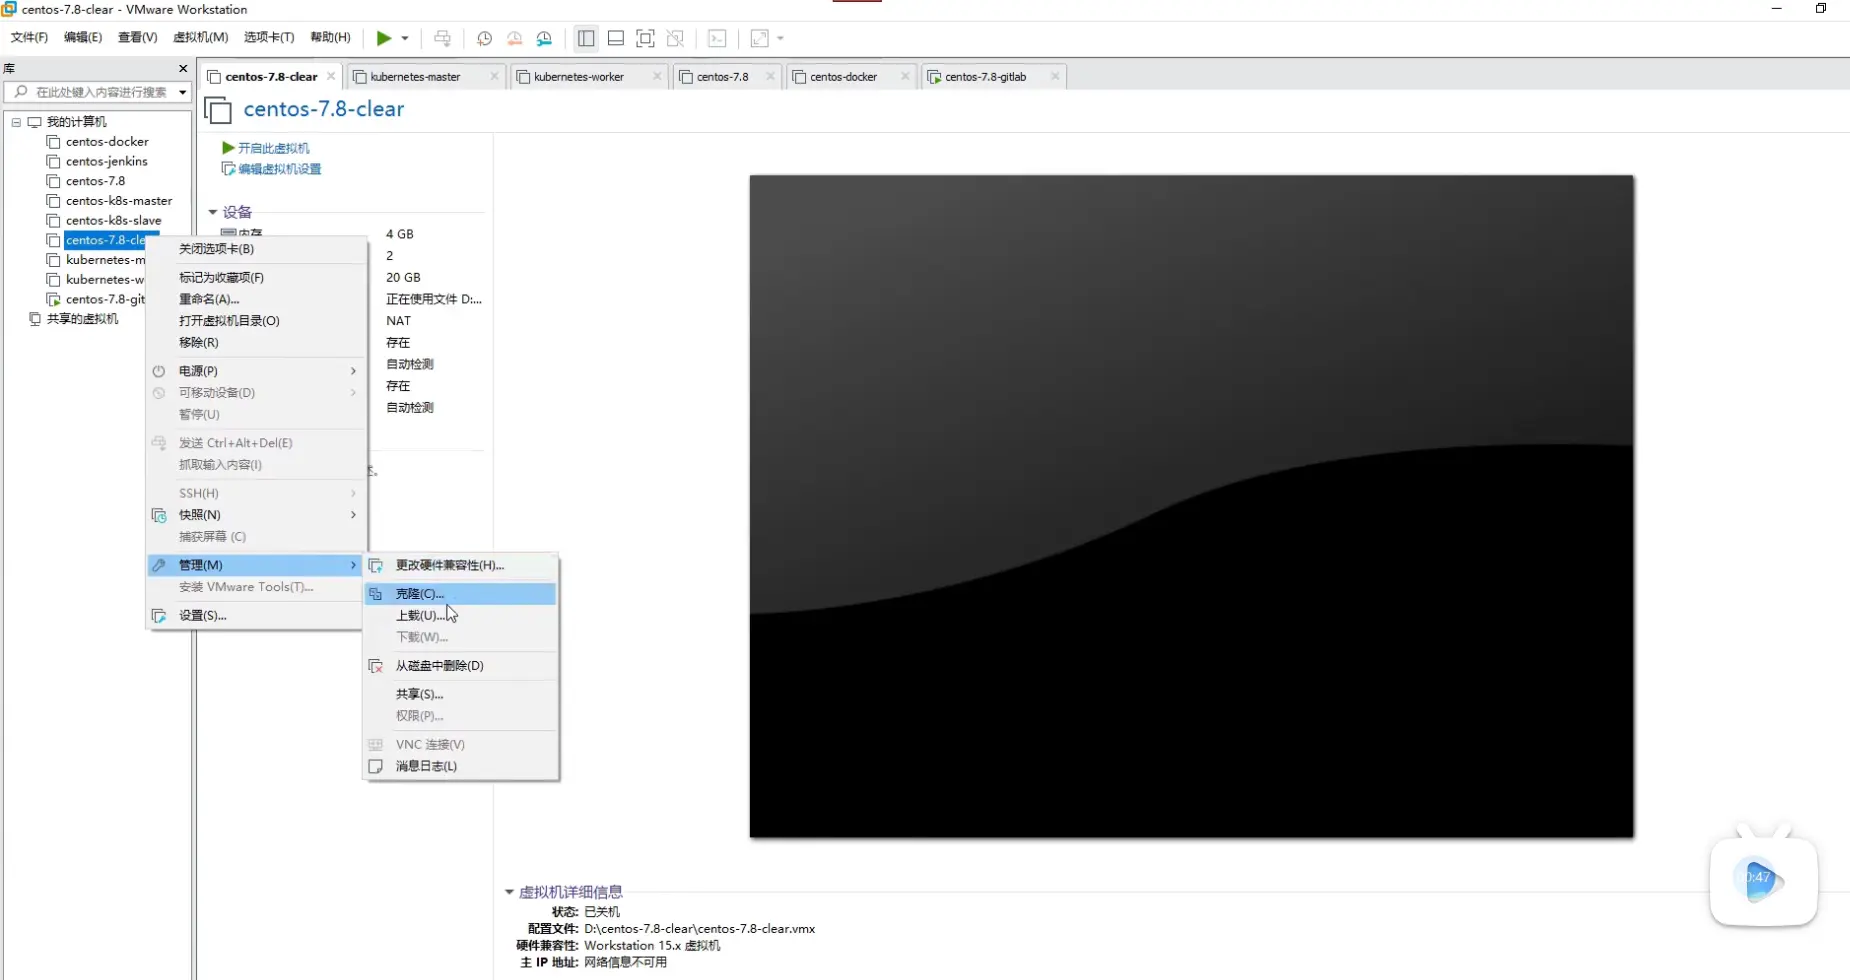 centos-7.8-clear - VMware Workstation
文件(F) 编辑(E) 查看(V) 虚拟机(M) 选项卡(T) 帮助(H)
库
在此处键入内容进行搜索
我的计算机
centos-docker
centos-jenkins
centos-7.8
centos-k8s-master
centos-k8s-slave
centos-7.8-cle
kubernetes-m
kubernetes-w
centos-7.8-git
共享的虚拟机
centos-7.8-clear kubernetes-master kubernetes-worker centos-7.8 centos-docker centos-7.8-gitlab
centos-7.8-clear
开启此虚拟机
编辑虚拟机设置
设备
内存 4 GB
2
20 GB
正在使用文件 D:...
NAT
存在
自动检测
存在
自动检测
关闭选项卡(B)
标记为收藏项(F)
重命名(A)...
打开虚拟机目录(O)
移除(R)
电源(P)
可移动设备(D)
暂停(U)
发送 Ctrl+Alt+Del(E)
抓取输入内容(I)
SSH(H)
快照(N)
捕获屏幕 (C)
管理(M)
安装 VMware Tools(T)...
设置(S)...
更改硬件兼容性(H)...
克隆(C)...
上载(U)...
下载(W)...
从磁盘中删除(D)
共享(S)...
权限(P)...
VNC 连接(V)
消息日志(L)
虚拟机详细信息
状态: 已关机
配置文件: D:\centos-7.8-clear\centos-7.8-clear.vmx
硬件兼容性: Workstation 15.x 虚拟机
主 IP 地址: 网络信息不可用